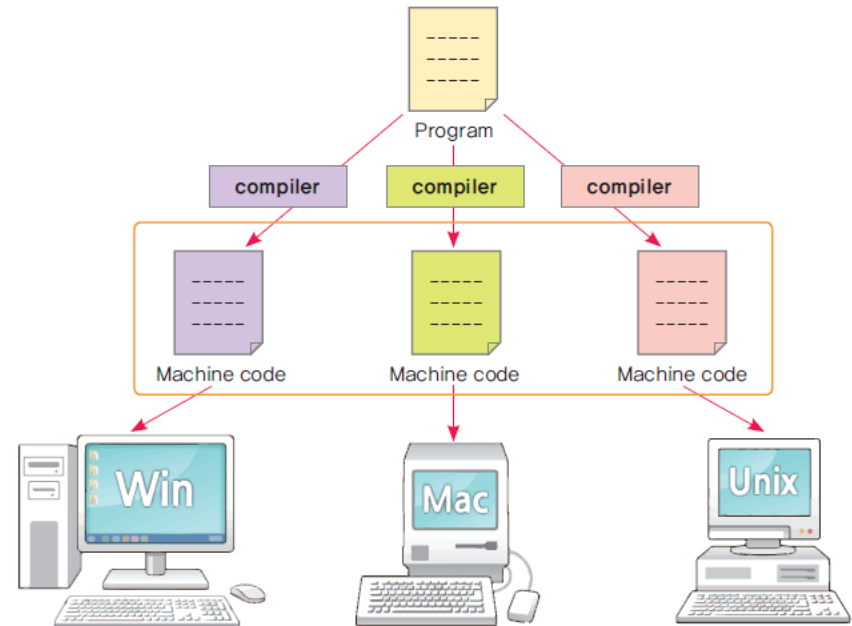 Program
compiler
compiler
compiler
Machine code
Machine code
Machine code
Win
Mac
Unix